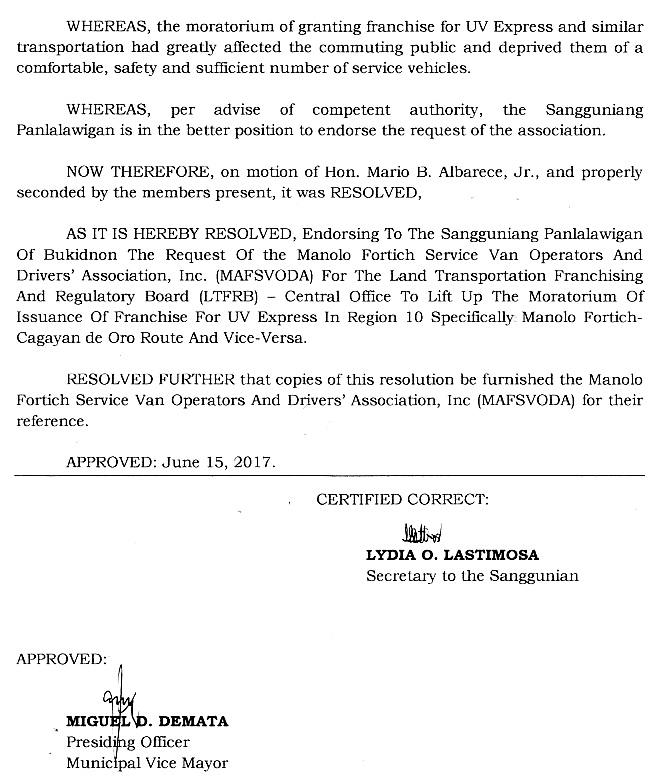 WHEREAS, the moratorium of granting franchise for UV Express and similar
transportation had greatly affected the commuting public and deprived them of a
comfortable, safety and sufficient number of service vehicles.
WHEREAS, per advise of competent authority, the Sangguniang
Panlalawigan is in the better position to endorse the request of the association.
NOW THEREFORE, on motion of Hon. Mario B. Albarece, Jr., and properly
seconded by the members present, it was RESOLVED,
AS IT IS HEREBY RESOLVED, Endorsing To The Sangguniang Panlalawigan
Of Bukidnon The Request Of the Manolo Fortich Service Van Operators And
Drivers' Association, Inc. (MAFSVODA) For The Land Transportation Franchising
And Regulatory Board (LTFRB) – Central Office To Lift Up The Moratorium Of
Issuance Of Franchise For UV Express In Region 10 Specifically Manolo Fortich-
Cagayan de Oro Route And Vice-Versa.
RESOLVED FURTHER that copies of this resolution be furnished the Manolo
Fortich Service Van Operators And Drivers' Association, Inc (MAFSVODA) for their
reference.
APPROVED: June 15, 2017.
CERTIFIED CORRECT:
LYDIA O. LASTIMOSA
Secretary to the Sanggunian
APPROVED:
MIGUEL D. DEMATA
Presiding Officer
Municipal Vice Mayor